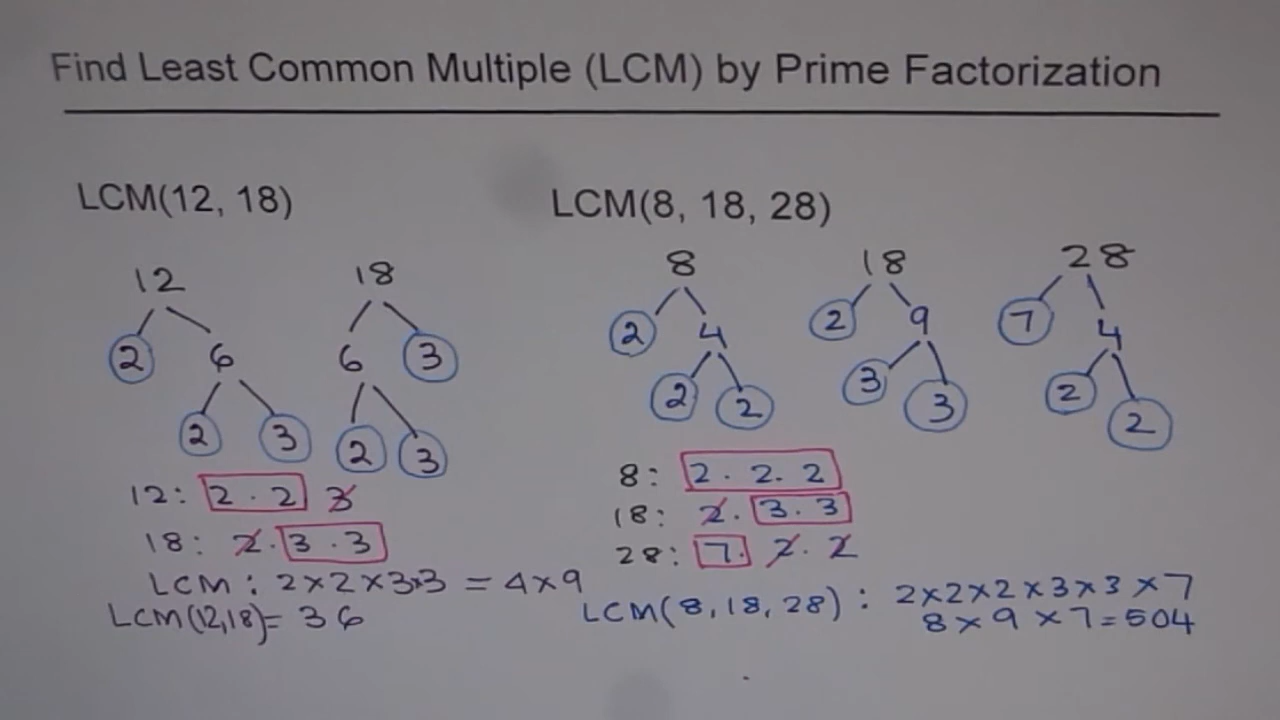 Find Least Common Multiple (LCM) by Prime Factorization
LCM(12, 18)
12
2 6
2 3
18
6 3
2 3
12: 2 · 2 3
18: 2 · 3 · 3
LCM : 2×2×3×3 = 4×9
LCM(12,18)= 36
LCM(8, 18, 28)
8
2 4
2 2
18
2 9
3 3
28
7 4
2 2
8: 2 · 2 · 2
18: 2 · 3 · 3
28: 7 · 2 · 2
LCM(8,18,28) : 2×2×2×3×3×7
8×9×7=504